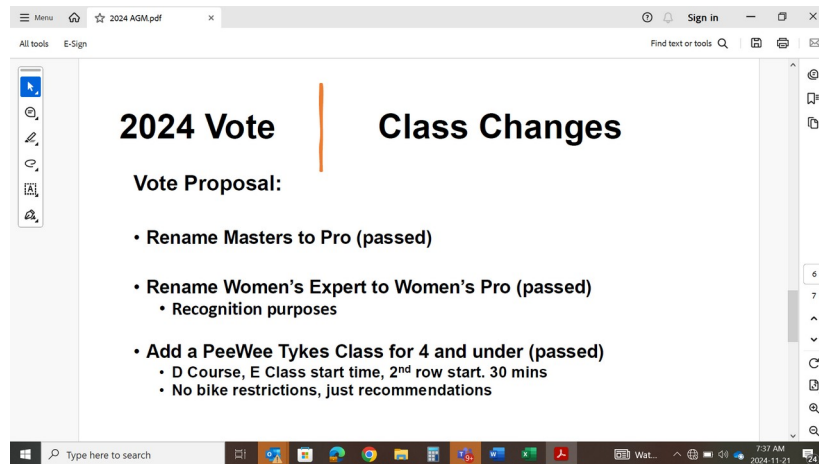 Menu
2024 AGM.pdf
Sign in
All tools E-Sign
Find text or tools
2024 Vote Class Changes
Vote Proposal:
• Rename Masters to Pro (passed)
• Rename Women's Expert to Women's Pro (passed)
• Recognition purposes
• Add a PeeWee Tykes Class for 4 and under (passed)
• D Course, E Class start time, 2nd row start. 30 mins
• No bike restrictions, just recommendations
6
7
Type here to search
Wat...
7:37 AM
2024-11-21
24